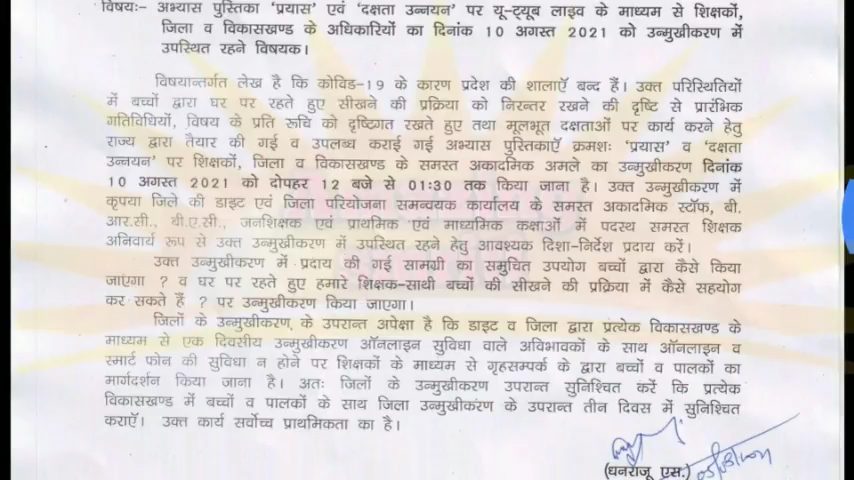 विषयः- अभ्यास पुस्तिका 'प्रयास' एवं 'दक्षता उन्नयन' पर यू-ट्यूब लाइव के माध्यम से शिक्षकों,
जिला व विकासखण्ड के अधिकारियों का दिनांक 10 अगस्त 2021 को उन्मुखीकरण में
उपस्थित रहने विषयक।
विषयान्तर्गत लेख है कि कोविड-19 के कारण प्रदेश की शालाऍ बन्द हैं। उक्त परिस्थितियों
में बच्चों द्वारा घर पर रहते हुए सीखने की प्रक्रिया को निरन्तर रखने की दृष्टि से प्रारंभिक
गतिविधियों, विषय के प्रति रूचि को दृष्टिगत रखते हुए तथा मूलभूत दक्षताओं पर कार्य करने हेतु
राज्य द्वारा तैयार की गई व उपलब्ध कराई गई अभ्यास पुस्तिकाऍ क्रमशः 'प्रयास' व 'दक्षता
उन्नयन' पर शिक्षकों, जिला व विकासखण्ड के समस्त अकादमिक अमले का उन्मुखीकरण दिनांक
10 अगस्त 2021 को दोपहर 12 बजे से 01:30 तक किया जाना है। उक्त उन्मुखीकरण में
कृपया जिले की डाइट एवं जिला परियोजना समन्वयक कार्यालय के समस्त अकादमिक स्टॉफ, बी.
आर.सी., बी.ए.सी., जनशिक्षक एवं प्राथमिक एवं माध्यमिक कक्षाओं में पदस्थ समस्त शिक्षक
अनिवार्य रूप से उक्त उन्मुखीकरण में उपस्थित रहने हेतु आवश्यक दिशा-निर्देश प्रदाय करें।
उक्त उन्मुखीकरण में प्रदाय की गई सामग्री का समुचित उपयोग बच्चों द्वारा कैसे किया
जाएंगा ? व घर पर रहते हुए हमारे शिक्षक-साथी बच्चों की सीखने की प्रक्रिया में कैसे सहयोग
कर सकते हैं ? पर उन्मुखीकरण किया जाएगा।
जिलों के उन्मुखीकरण के उपरान्त अपेक्षा है कि डाइट व जिला द्वारा प्रत्येक विकासखण्ड के
माध्यम से एक दिवसीय उन्मुखीकरण ऑनलाइन सुविधा वाले अविभावकों के साथ ऑनलाइन व
स्मार्ट फोन की सुविधा न होने पर शिक्षकों के माध्यम से गृहसम्पर्क के द्वारा बच्चों व पालकों का
मार्गदर्शन किया जाना है। अतः जिलों के उन्मुखीकरण उपरान्त सुनिश्चित करें कि प्रत्येक
विकासखण्ड में बच्चों व पालकों के साथ जिला उन्मुखीकरण के उपरान्त तीन दिवस में सुनिश्चित
कराऍ। उक्त कार्य सर्वोच्च प्राथमिकता का है।
(धनराजू एस.)